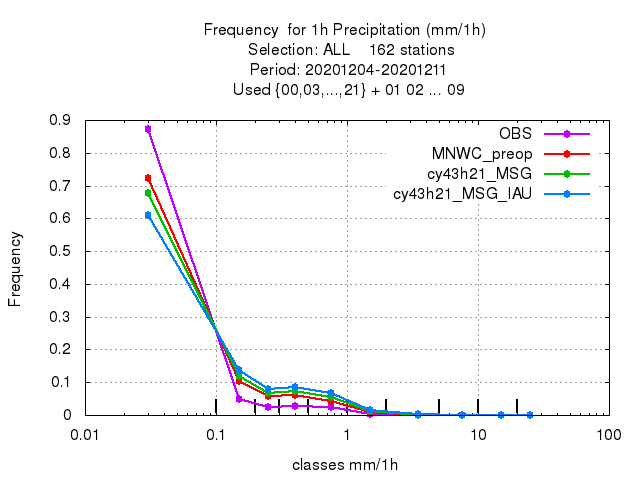 Frequency  for 1h Precipitation (mm/1h)
Selection: ALL    162 stations
Period: 20201204-20201211
Used {00,03,...,21} + 01 02 ... 09
OBS
MNWC_preop
cy43h21_MSG
cy43h21_MSG_IAU
0.9
0.8
0.7
0.6
0.5
0.4
0.3
0.2
0.1
0
Frequency
0.01 0.1 1 10 100
classes mm/1h